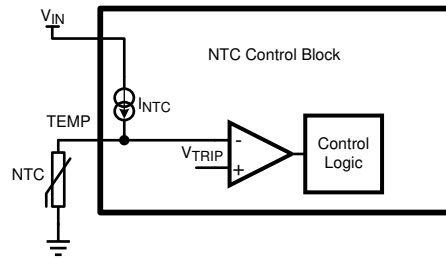 VIN
NTC Control Block
INTC
TEMP
VTRIP
-
+
Control
Logic
NTC